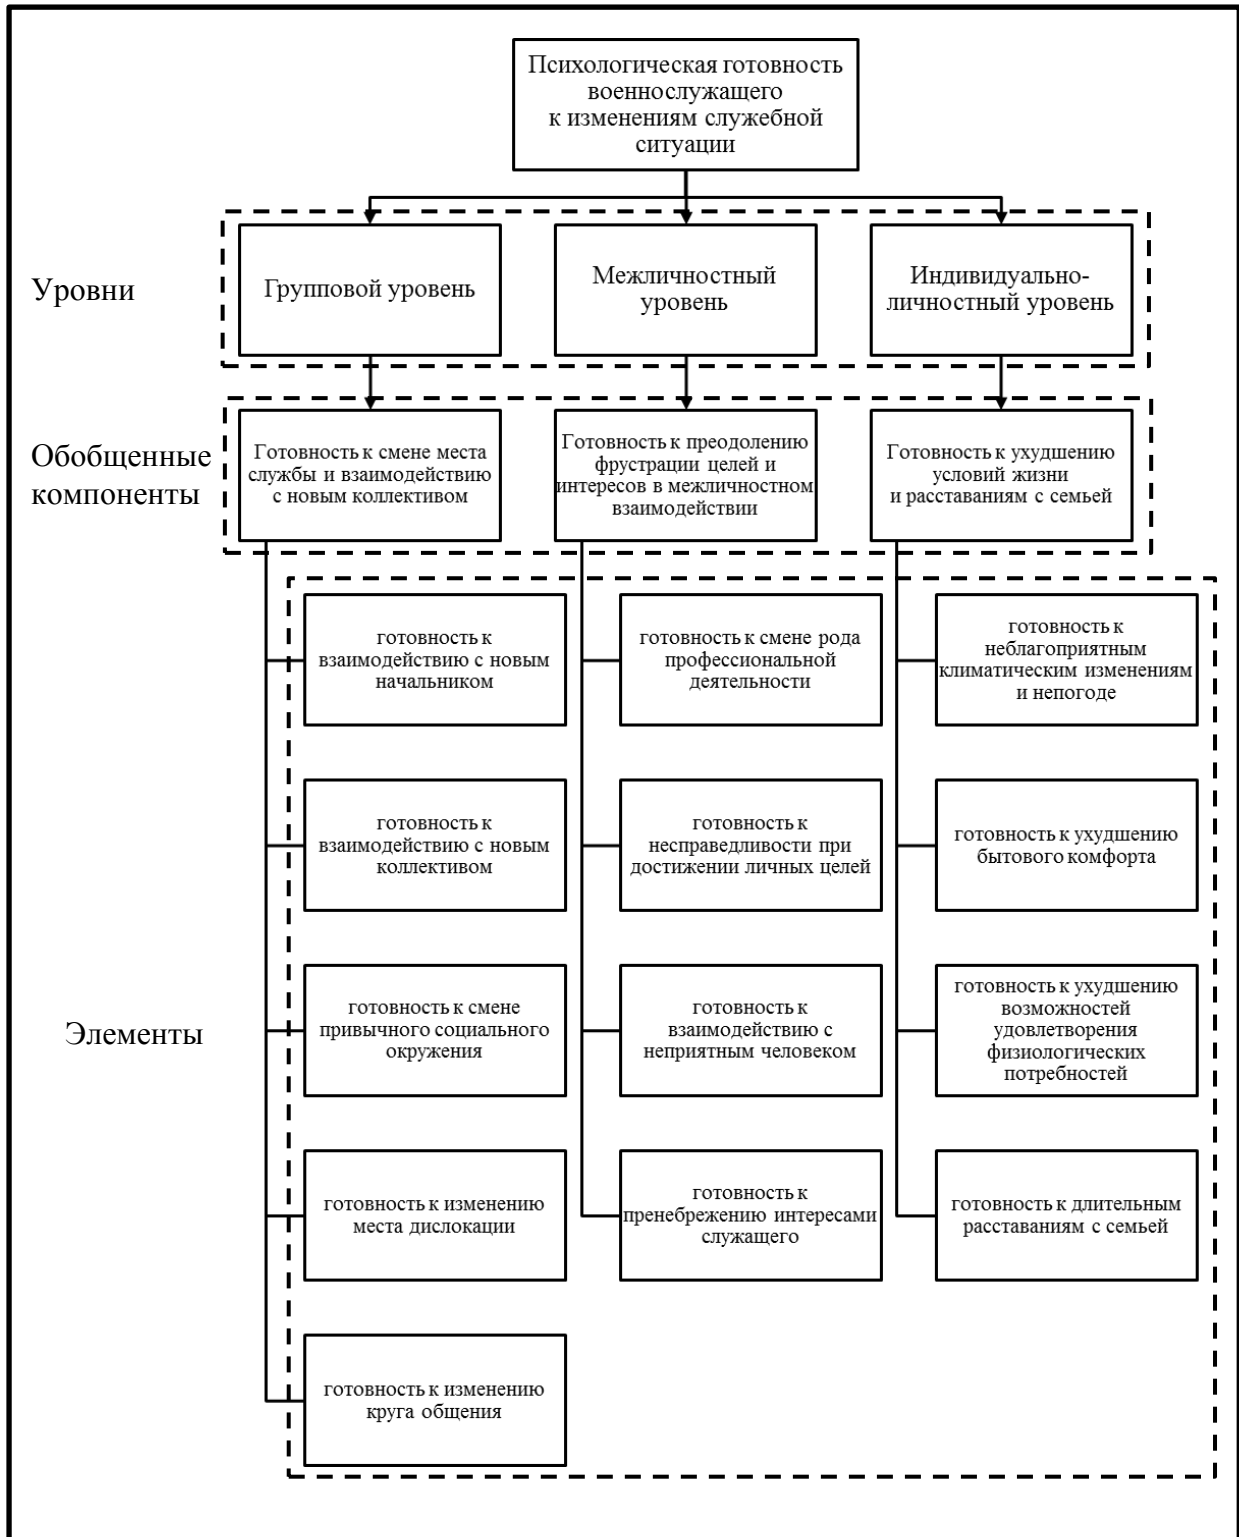 Психологическая готовность
военнослужащего
к изменениям служебной
ситуации
Уровни
Групповой уровень
Межличностный
уровень
Индивидуально-
личностный уровень
Обобщенные
компоненты
Готовность к смене места
службы и взаимодействию
с новым коллективом
Готовность к преодолению
фрустрации целей и
интересов в межличностном
взаимодействии
Готовность к ухудшению
условий жизни
и расставаниям с семьей
Элементы
готовность к
взаимодействию с новым
начальником
готовность к смене рода
профессиональной
деятельности
готовность к
неблагоприятным
климатическим изменениям
и непогоде
готовность к
взаимодействию с новым
коллективом
готовность к
несправедливости при
достижении личных целей
готовность к ухудшению
бытового комфорта
готовность к смене
привычного социального
окружения
готовность к
взаимодействию с
неприятным человеком
готовность к ухудшению
возможностей
удовлетворения
физиологических
потребностей
готовность к изменению
места дислокации
готовность к
пренебрежению интересами
служащего
готовность к длительным
расставаниям с семьей
готовность к изменению
круга общения